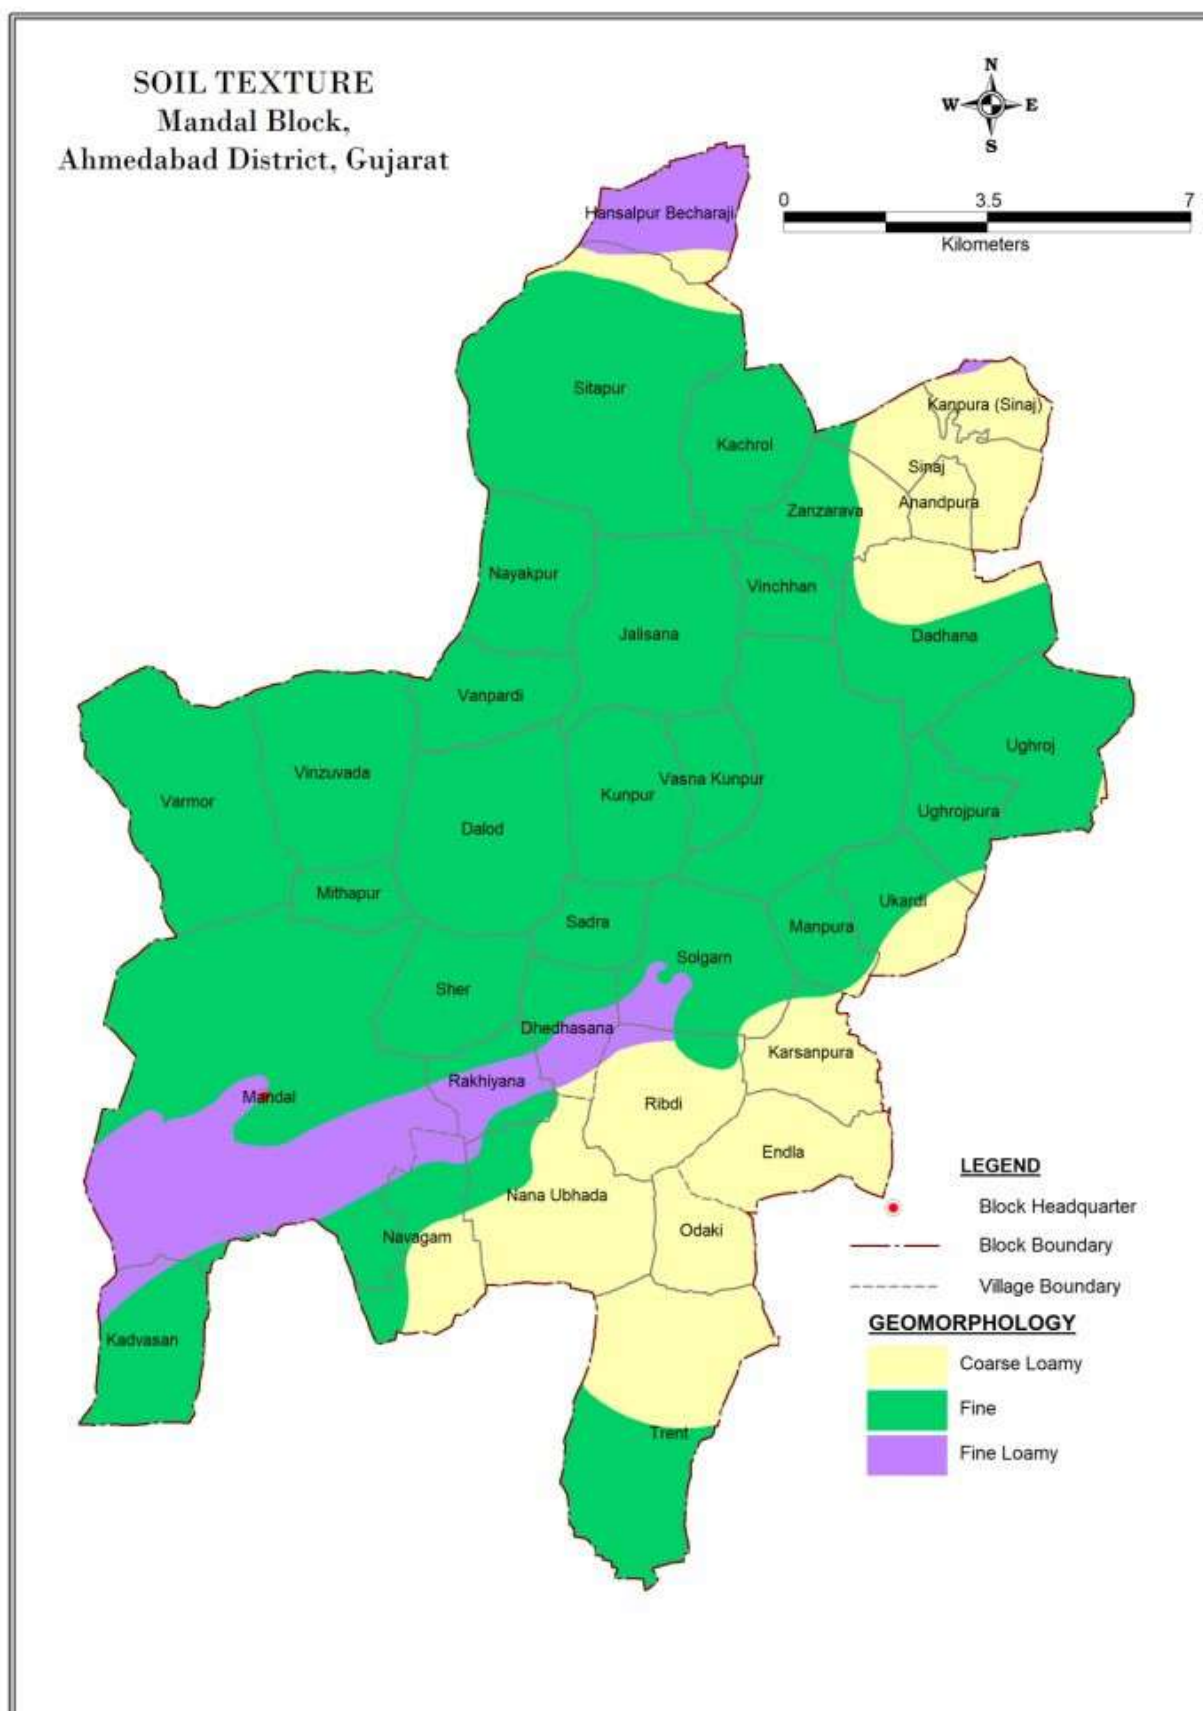 SOIL TEXTURE
Mandal Block,
Ahmedabad District, Gujarat
N
W E
S
0 3.5 7
Kilometers
Hansalpur Becharaji
Sitapur
Kanpura (Sinaj)
Kachrol
Sinaj
Anandpura
Zanzarava
Nayakpur
Vinchhan
Jalisana
Dadhana
Vanpardi
Ughroj
Vinzuvada
Vasna Kunpur
Varmor
Kunpur
Ughrojpura
Dalod
Mithapur
Ukardi
Sadra
Manpura
Solgam
Sher
Dhedhasana
Karsanpura
Rakhiyana
Mandal
Ribdi
Endla
Nana Ubhada
Odaki
Navagam
Kadvasan
Trent
LEGEND
Block Headquarter
Block Boundary
Village Boundary
GEOMORPHOLOGY
Coarse Loamy
Fine
Fine Loamy